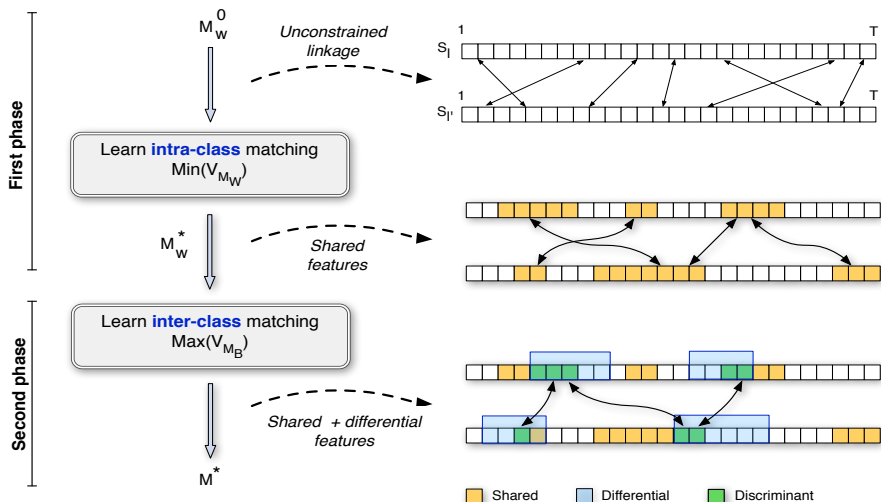 First phase
Second phase
M_w^0
Unconstrained
linkage
1
T
S_l
1
T
S_l'
Learn intra-class matching
Min(V_{M_W})
M_w^*
Shared
features
Learn inter-class matching
Max(V_{M_B})
Shared + differential
features
M^*
Shared
Differential
Discriminant